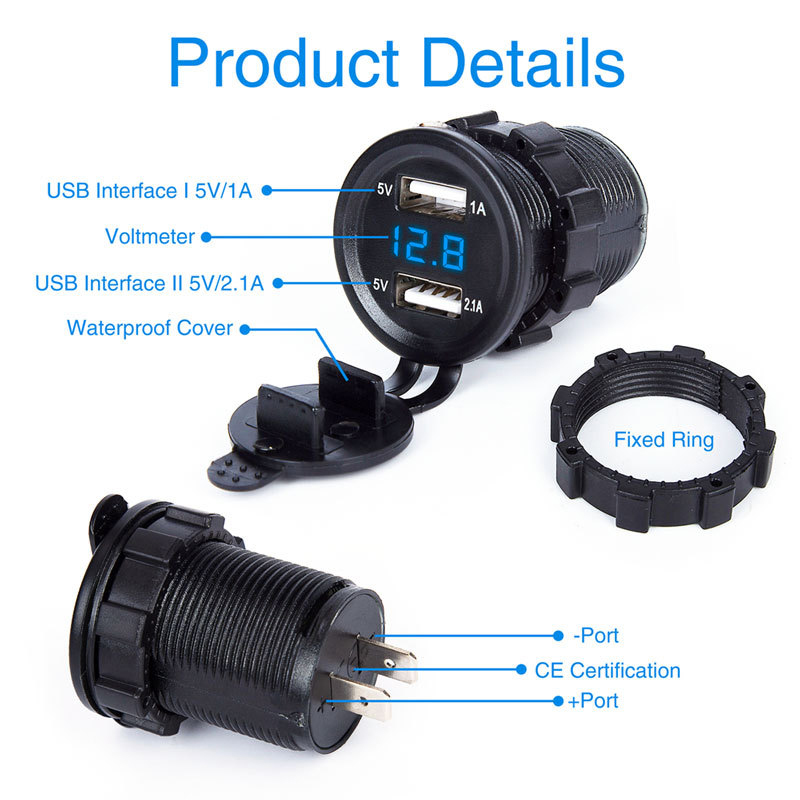 Product Details
USB Interface I 5V/1A
5V
1A
Voltmeter
12.8
USB Interface II 5V/2.1A
5V
2.1A
Waterproof Cover
Fixed Ring
-Port
CE Certification
+Port